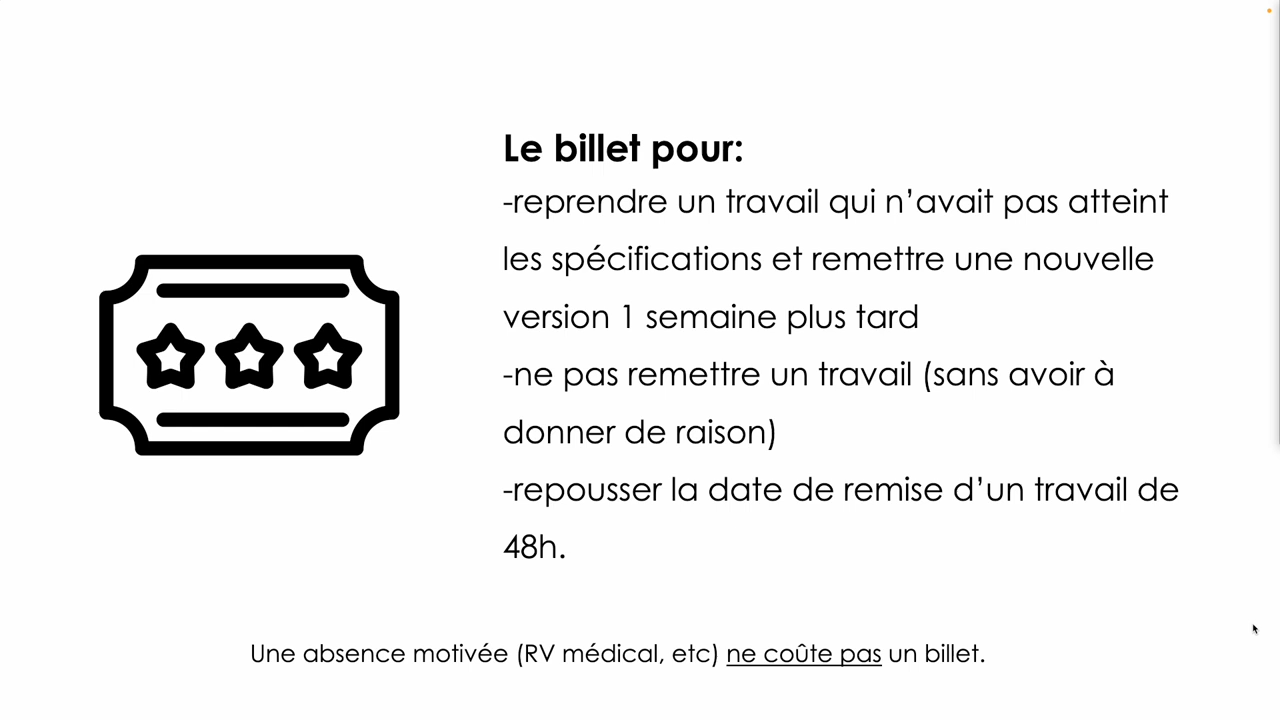 Le billet pour:
-reprendre un travail qui n’avait pas atteint
les spécifications et remettre une nouvelle
version 1 semaine plus tard
-ne pas remettre un travail (sans avoir à
donner de raison)
-repousser la date de remise d’un travail de
48h.
Une absence motivée (RV médical, etc) ne coûte pas un billet.